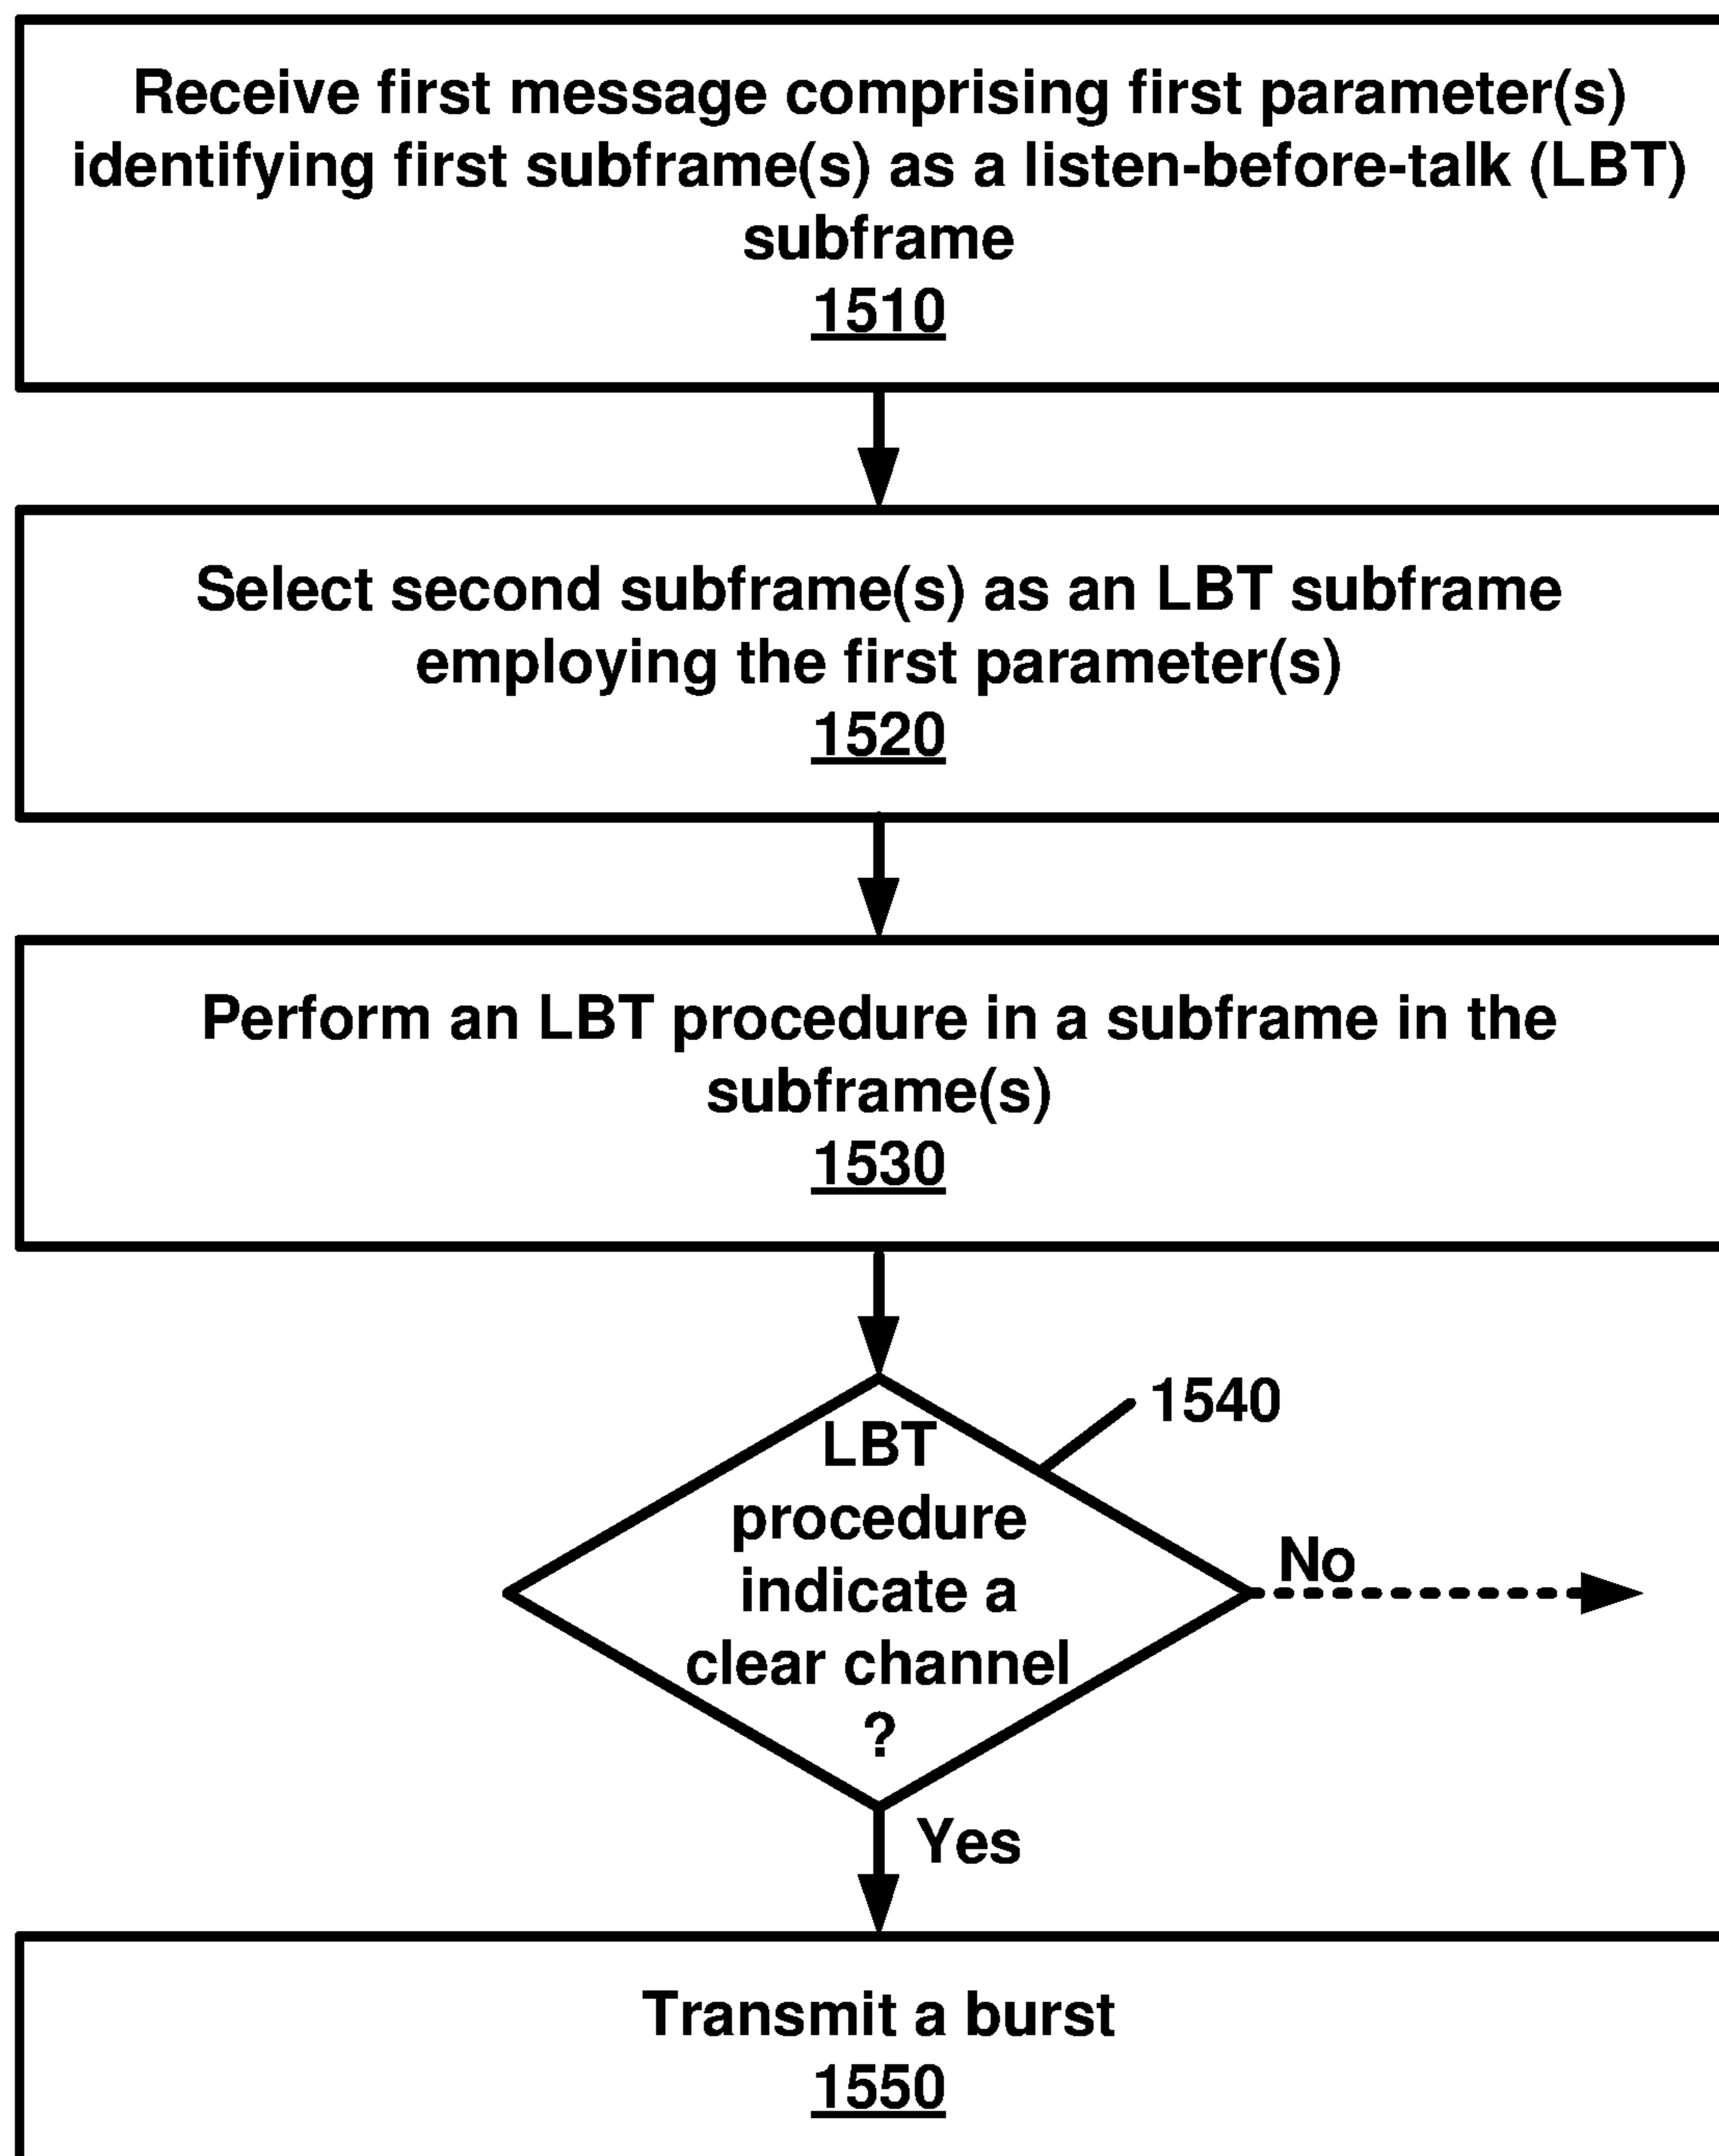 Receive first message comprising first parameter(s)
identifying first subframe(s) as a listen-before-talk (LBT)
subframe
1510
Select second subframe(s) as an LBT subframe
employing the first parameter(s)
1520
Perform an LBT procedure in a subframe in the
subframe(s)
1530
1540
LBT
procedure
indicate a
clear channel
?
No
Yes
Transmit a burst
1550